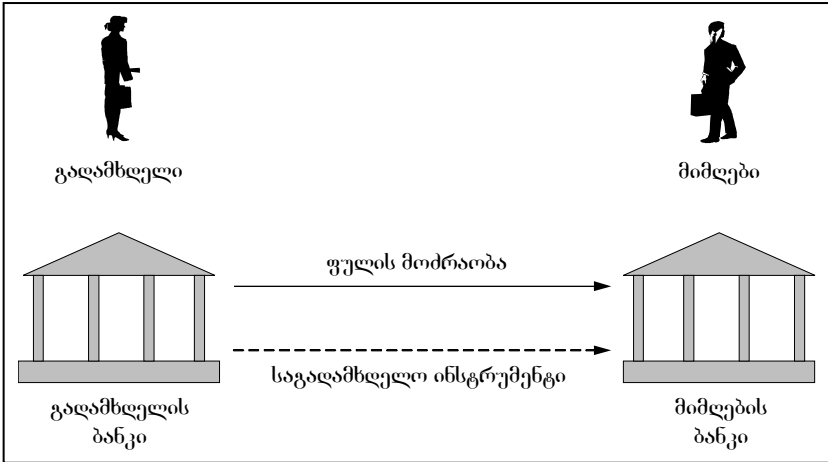 გადამხდელი
მიმღები
ფულის მოძრაობა
საგადამხდელო ინსტრუმენტი
გადამხდელის
ბანკი
მიმღების
ბანკი